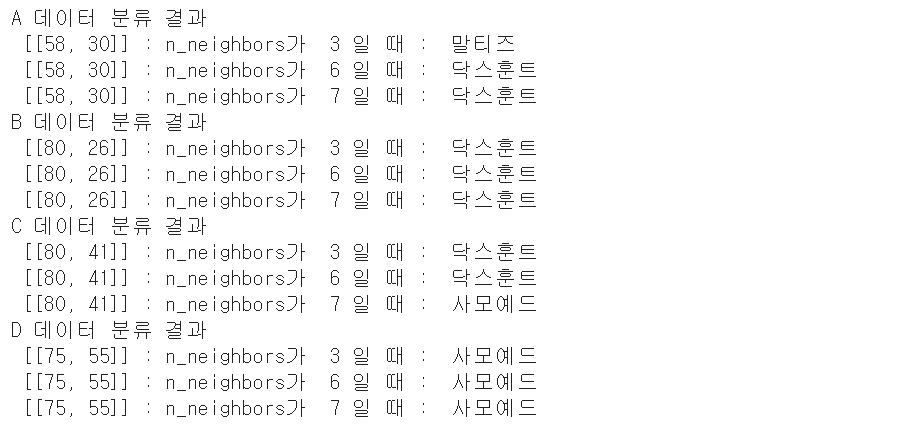 A 데이터 분류 결과
[[58, 30]] : n_neighbors가 3 일 때 : 말티즈
[[58, 30]] : n_neighbors가 6 일 때 : 닥스훈트
[[58, 30]] : n_neighbors가 7 일 때 : 닥스훈트
B 데이터 분류 결과
[[80, 26]] : n_neighbors가 3 일 때 : 닥스훈트
[[80, 26]] : n_neighbors가 6 일 때 : 닥스훈트
[[80, 26]] : n_neighbors가 7 일 때 : 닥스훈트
C 데이터 분류 결과
[[80, 41]] : n_neighbors가 3 일 때 : 닥스훈트
[[80, 41]] : n_neighbors가 6 일 때 : 닥스훈트
[[80, 41]] : n_neighbors가 7 일 때 : 사모예드
D 데이터 분류 결과
[[75, 55]] : n_neighbors가 3 일 때 : 사모예드
[[75, 55]] : n_neighbors가 6 일 때 : 사모예드
[[75, 55]] : n_neighbors가 7 일 때 : 사모예드